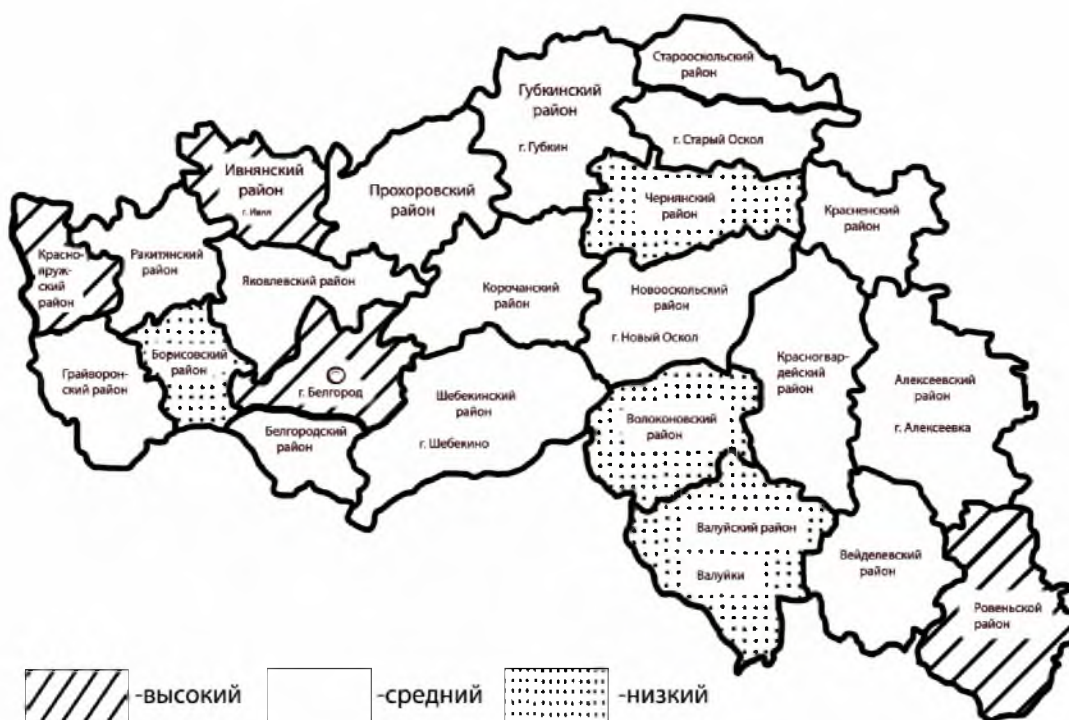 Старооскольский
район
Губкинский
район
г. Губкин
г. Старый Оскол
Ивнянский
район
г. Ивня
Прохоровский
район
Чернянский
район
Красненский
район
Красно-
яруж-
ский
район
Ракитянский
район
Яковлевский район
Корочанский
район
Новооскольский
район
г. Новый Оскол
Борисовский
район
Грайворон-
ский район
г. Белгород
Красногвар-
дейский
район
Алексеевский
район
г. Алексеевка
Шебекинский
район
г. Шебекино
Белгородский
район
Волоконовский
район
Валуйский район
Валуйки
Вейделевский
район
Ровеньской
район
-высокий
-средний
-низкий